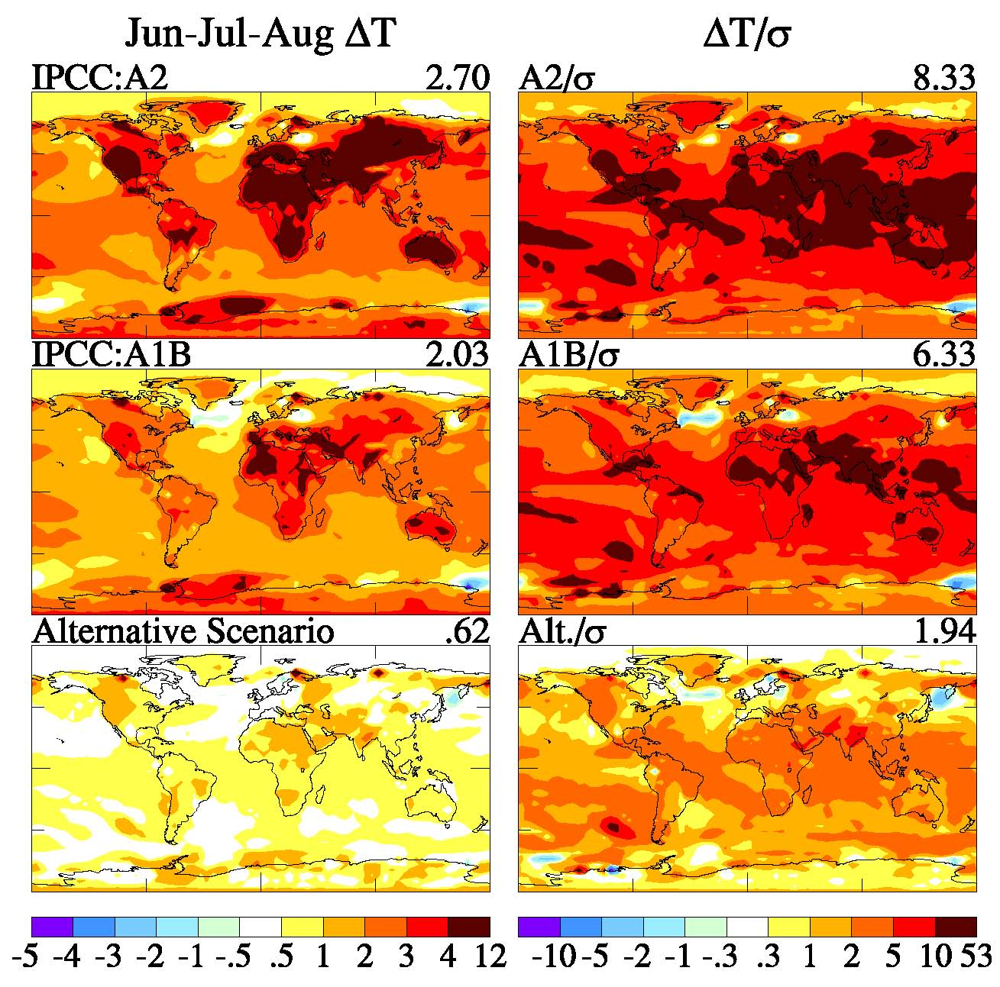 Jun-Jul-Aug ΔT ΔT/σ
IPCC:A2 2.70 A2/σ 8.33
IPCC:A1B 2.03 A1B/σ 6.33
Alternative Scenario .62 Alt./σ 1.94
-5 -4 -3 -2 -1 -.5 .5 1 2 3 4 12 -10 -5 -2 -1 -.3 .3 1 2 5 10 53